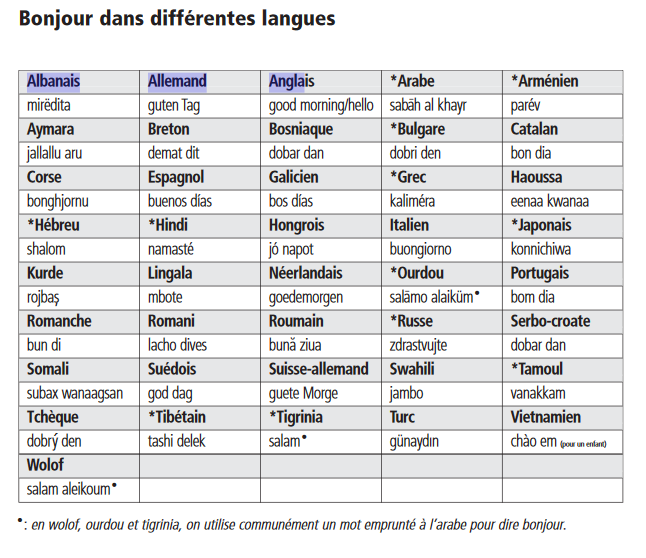 Bonjour dans différentes langues
Albanais Allemand Anglais *Arabe *Arménien
mirëdita guten Tag good morning/hello sabāh al khayr parév
Aymara Breton Bosniaque *Bulgare Catalan
jallallu aru demat dit dobar dan dobri den bon dia
Corse Espagnol Galicien *Grec Haoussa
bonghjornu buenos días bos días kaliméra eenaa kwanaa
*Hébreu *Hindi Hongrois Italien *Japonais
shalom namasté jó napot buongiorno konnichiwa
Kurde Lingala Néerlandais *Ourdou Portugais
rojbaş mbote goedemorgen salāmo alaiküm• bom dia
Romanche Romani Roumain *Russe Serbo-croate
bun di lacho dives bună ziua zdrastvujte dobar dan
Somali Suédois Suisse-allemand Swahili *Tamoul
subax wanaagsan god dag guete Morge jambo vanakkam
Tchèque *Tibétain *Tigrinia Turc Vietnamien
dobrý den tashi delek salam• günaydın chào em (pour un enfant)
Wolof
salam aleikoum•
•: en wolof, ourdou et tigrinia, on utilise communément un mot emprunté à l'arabe pour dire bonjour.